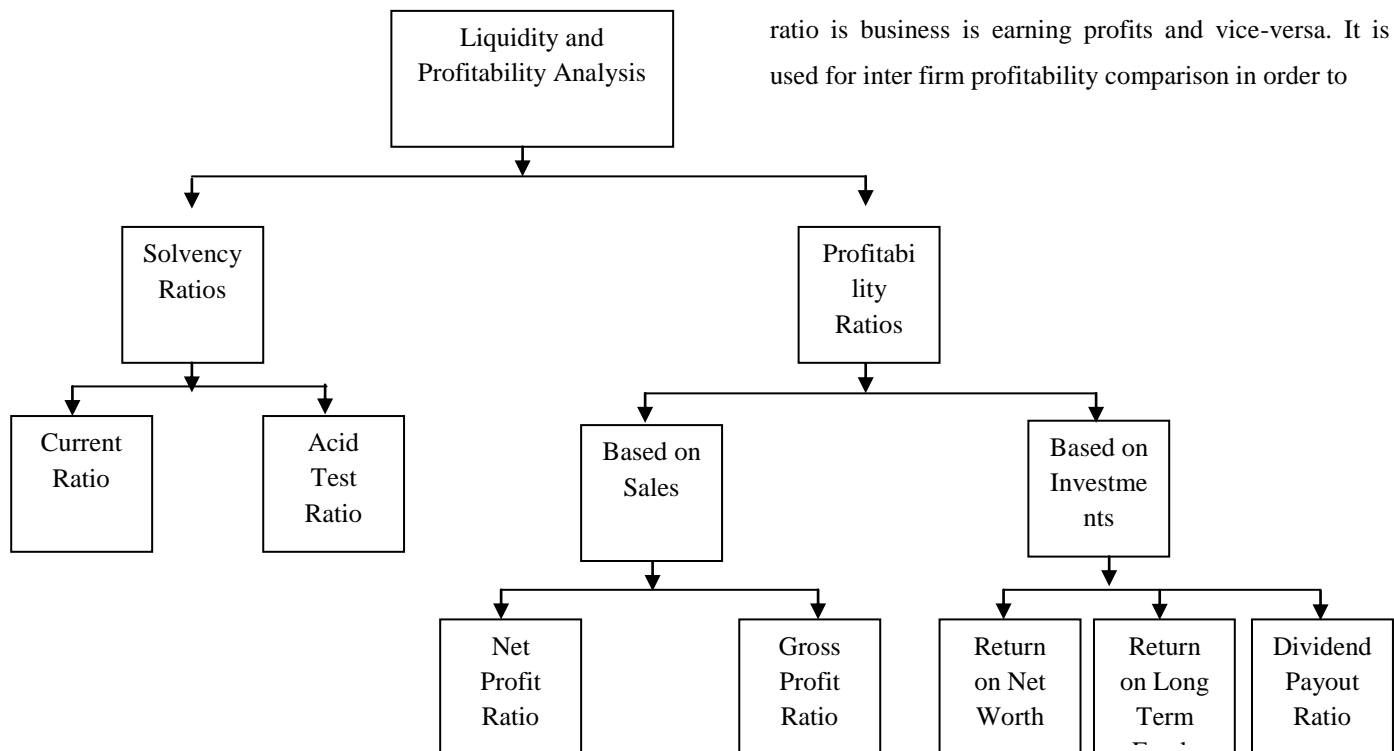 Liquidity and
Profitability Analysis
ratio is business is earning profits and vice-versa. It is
used for inter firm profitability comparison in order to
Solvency
Ratios
Profitabi
lity
Ratios
Current
Ratio
Acid
Test
Ratio
Based on
Sales
Based on
Investme
nts
Net
Profit
Ratio
Gross
Profit
Ratio
Return
on Net
Worth
Return
on Long
Term
Dividend
Payout
Ratio